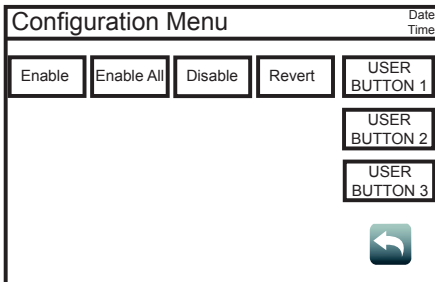 Configuration Menu
Date
Time
Enable
Enable All
Disable
Revert
USER
BUTTON 1
USER
BUTTON 2
USER
BUTTON 3